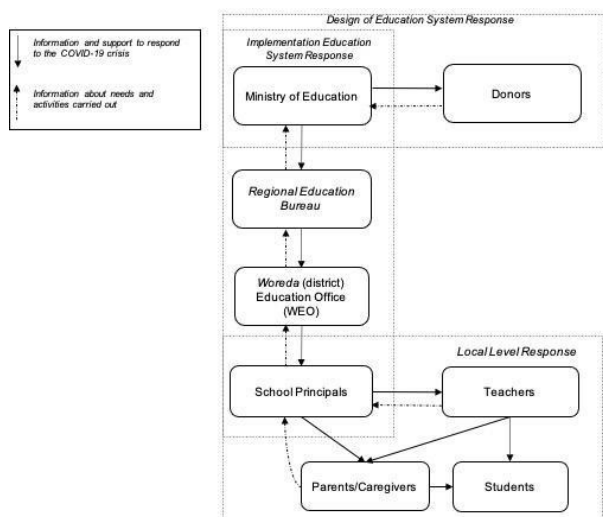 Design of Education System Response
Information and support to respond
to the COVID-19 crisis
Information about needs and
activities carried out
Implementation Education
System Response
Ministry of Education
Donors
Regional Education
Bureau
Woreda (district)
Education Office
(WEO)
Local Level Response
School Principals
Teachers
Parents/Caregivers
Students